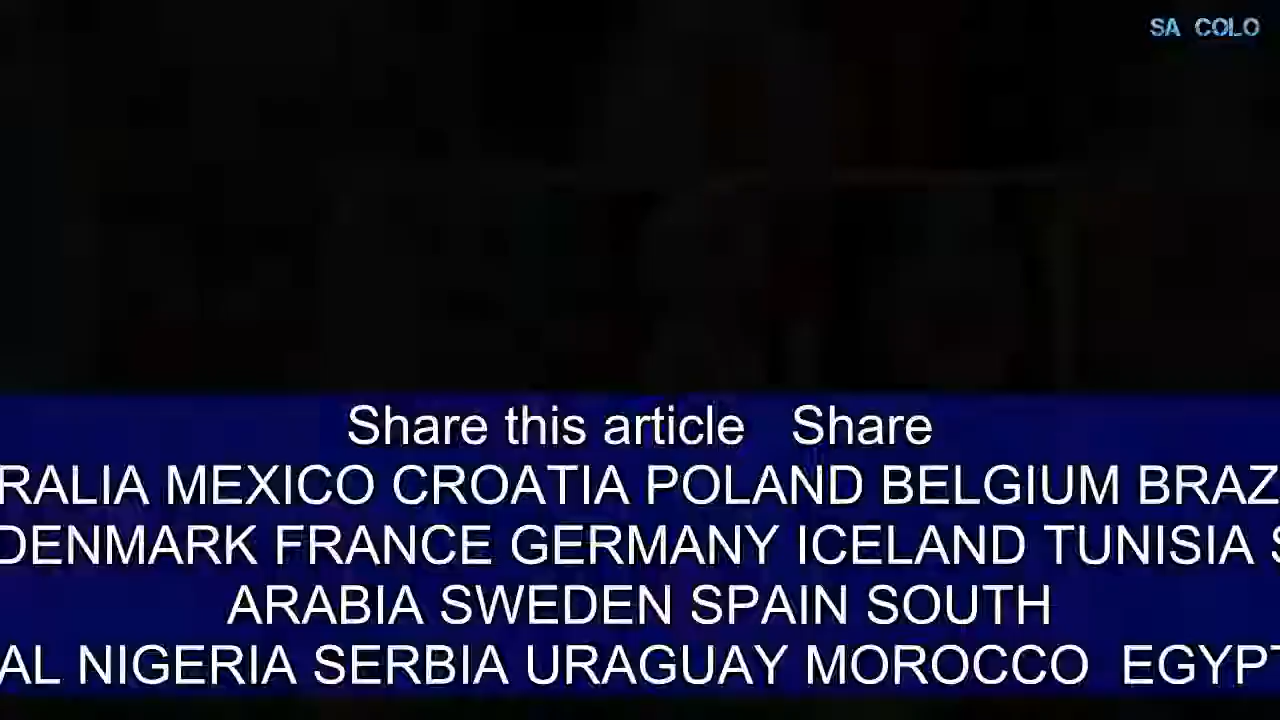 SA COLO
Share this article Share
RALIA MEXICO CROATIA POLAND BELGIUM BRAZ
DENMARK FRANCE GERMANY ICELAND TUNISIA S
ARABIA SWEDEN SPAIN SOUTH
AL NIGERIA SERBIA URAGUAY MOROCCO EGYPT